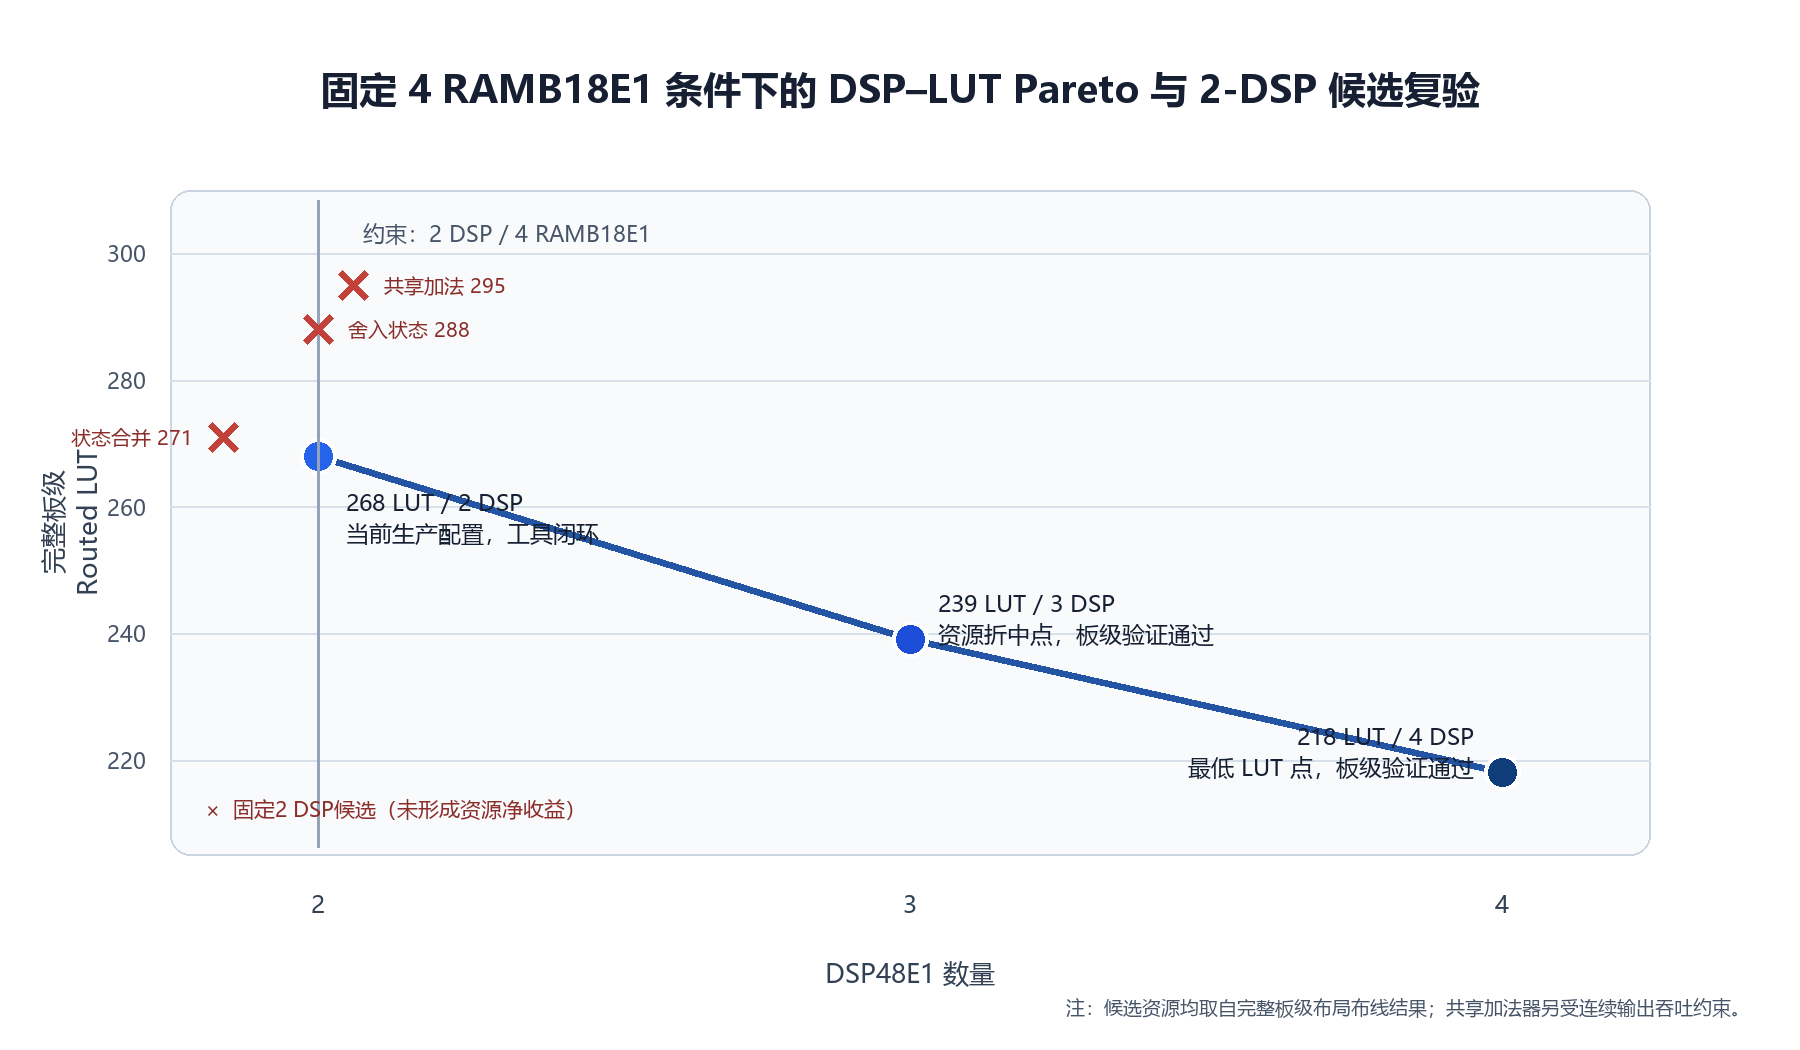 固定 4 RAMB18E1 条件下的 DSP–LUT Pareto 与 2-DSP 候选复验
约束：2 DSP / 4 RAMB18E1
300
共享加法 295
舍入状态 288
280
状态合并 271
完整板级
Routed LUT
268 LUT / 2 DSP
260
当前生产配置，工具闭环
239 LUT / 3 DSP
240
资源折中点，板级验证通过
218 LUT / 4 DSP
220
最低 LUT 点，板级验证通过
× 固定2 DSP候选（未形成资源净收益）
2
3
4
DSP48E1 数量
注：候选资源均取自完整板级布局布线结果；共享加法器另受连续输出吞吐约束。